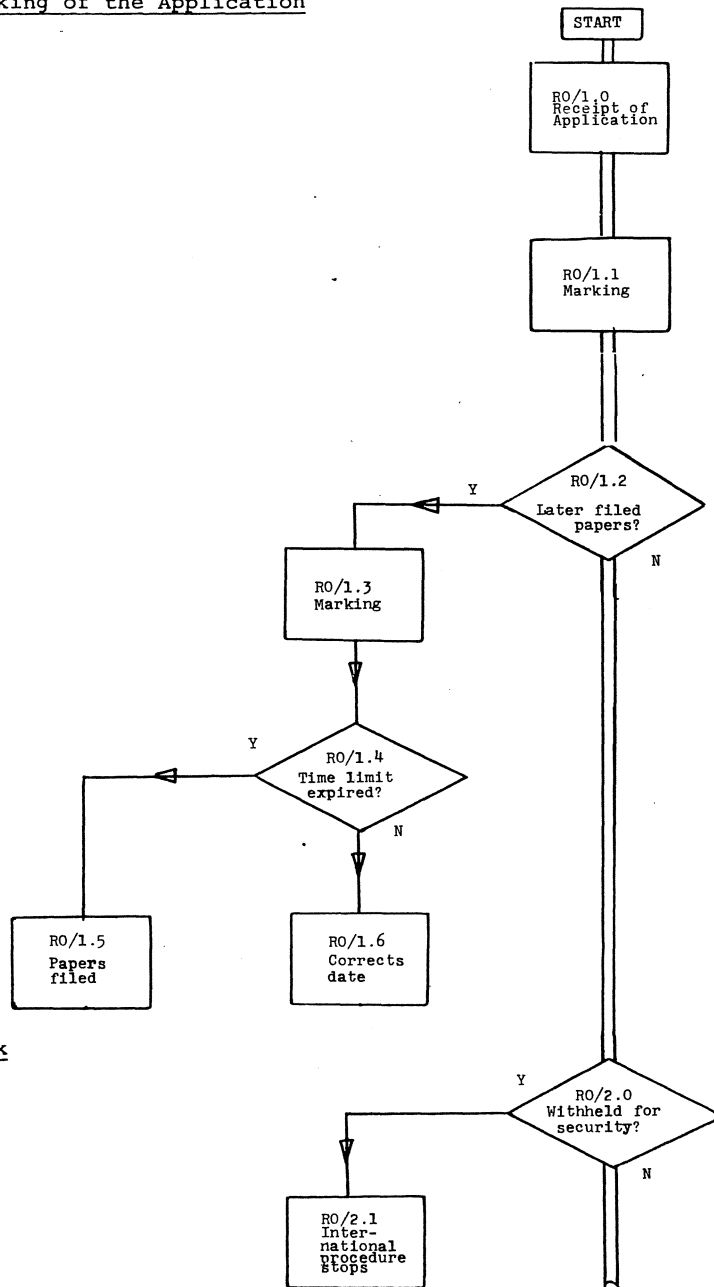 king of the Application
START
RO/1.0
Receipt of
Application
RO/1.1
Marking
RO/1.2
Later filed
papers?
Y
N
RO/1.3
Marking
RO/1.4
Time limit
expired?
Y
N
RO/1.5
Papers
filed
RO/1.6
Corrects
date
k
RO/2.0
Withheld for
security?
Y
N
RO/2.1
Inter-
national
procedure
stops